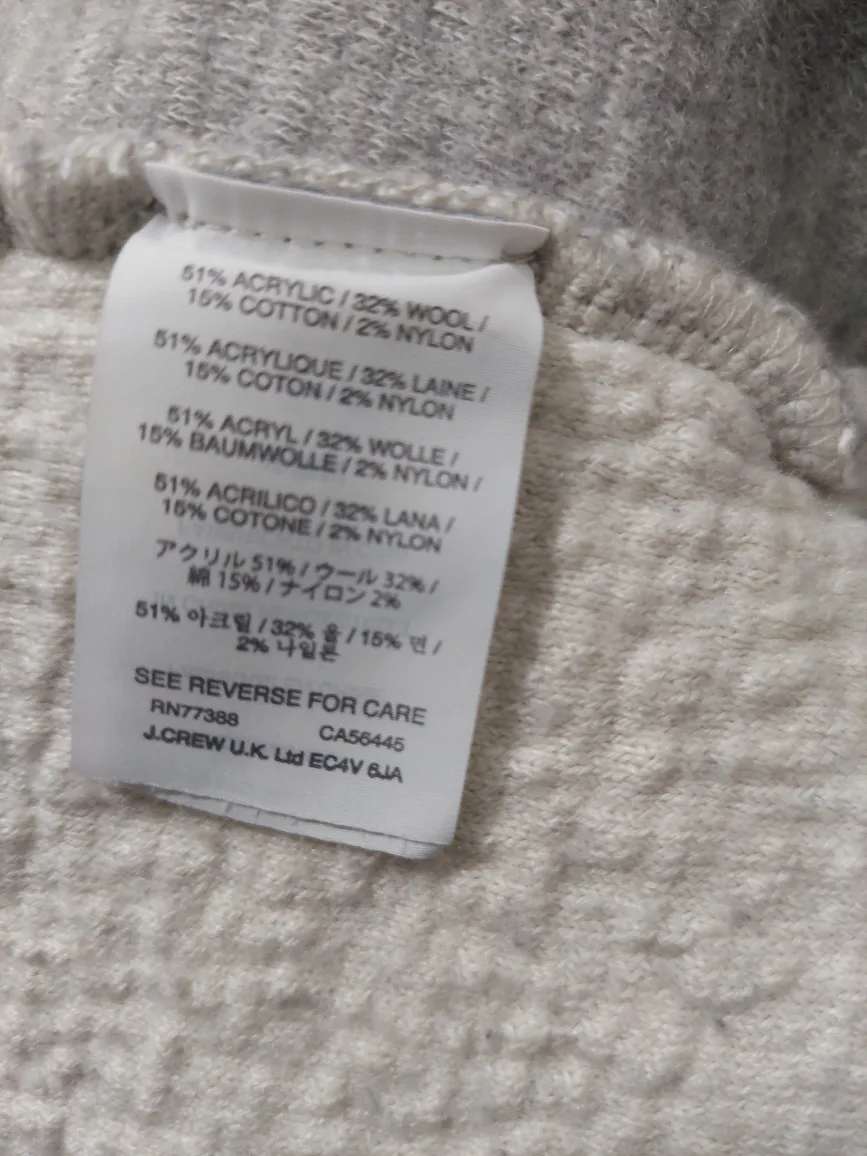 51% ACRYLIC / 32% WOOL /
15% COTTON / 2% NYLON
51% ACRYLIQUE / 32% LAINE /
15% COTON / 2% NYLON
51% ACRYL / 32% WOLLE /
15% BAUMWOLLE / 2% NYLON /
51% ACRILICO / 32% LANA /
15% COTONE / 2% NYLON
アクリル 51% / ウール 32% /
綿 15% / ナイロン 2%
51% 아크릴 / 32% 울 / 15% 면 /
2% 나일론
SEE REVERSE FOR CARE
RN77388 CA56445
J.CREW U.K. Ltd EC4V 6JA